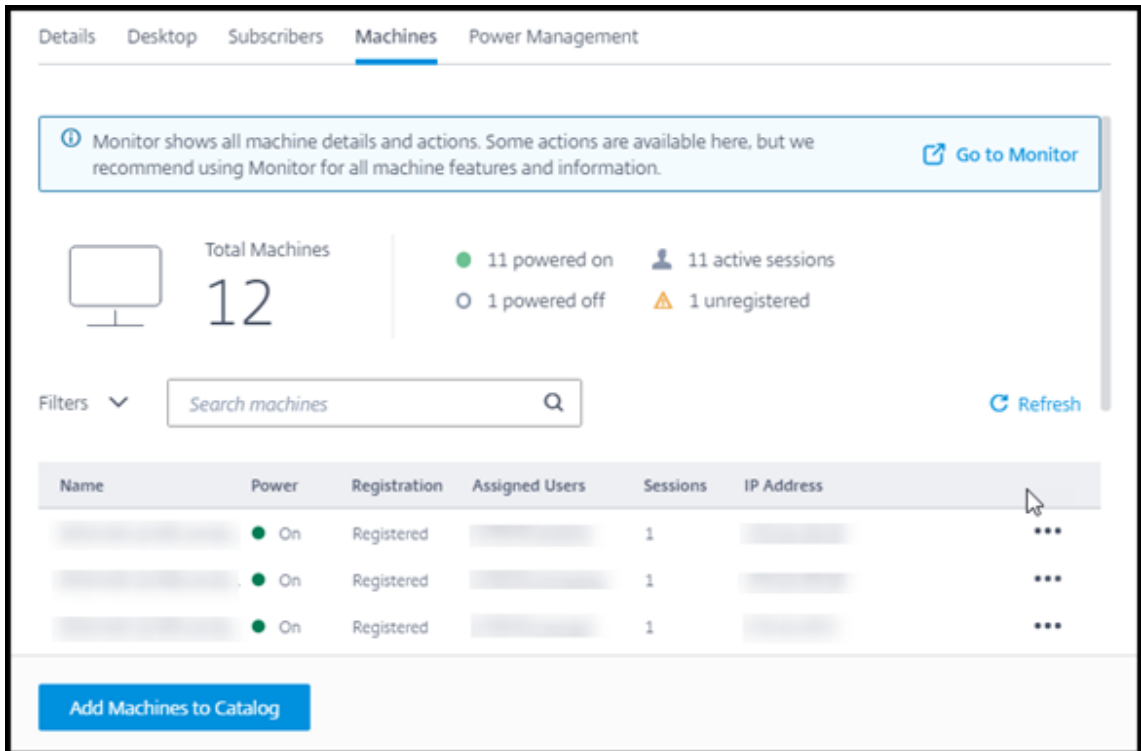 Details Desktop Subscribers Machines Power Management
Monitor shows all machine details and actions. Some actions are available here, but we
recommend using Monitor for all machine features and information.
Go to Monitor
Total Machines
12
11 powered on
11 active sessions
1 powered off
1 unregistered
Filters
Search machines
Refresh
Name Power Registration Assigned Users Sessions IP Address
On Registered 1
On Registered 1
On Registered 1
Add Machines to Catalog